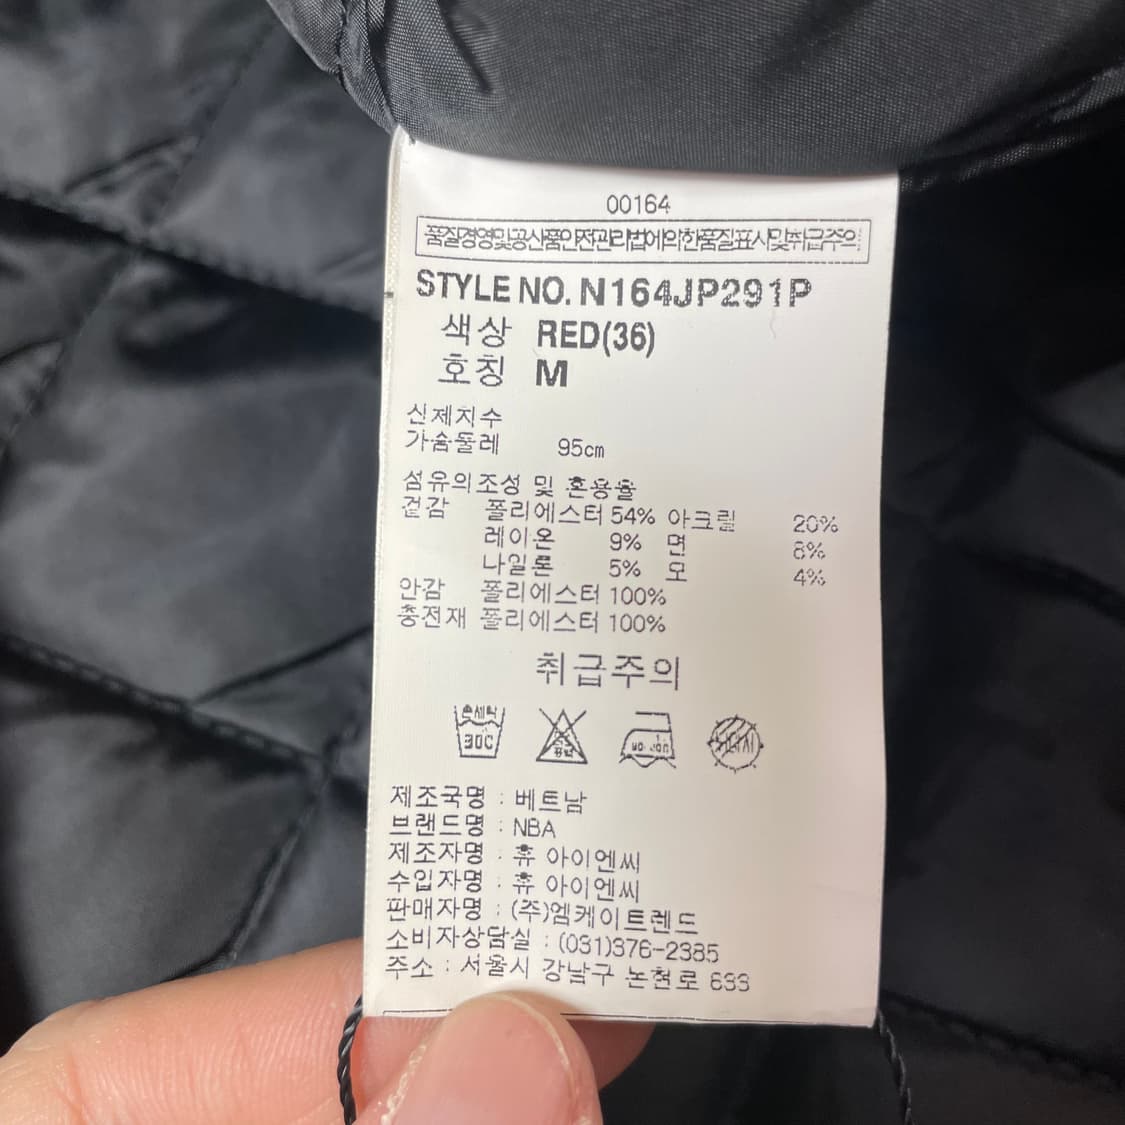 00164
품질경영및공산품안전관리법에의한품질표시및취급주의
STYLE NO. N164JP291P
색상 RED(36)
호칭 M
신체치수
가슴둘레 95cm
섬유의조성 및 혼용율
겉감 폴리에스터 54% 아크릴 20%
레이온 9% 면 8%
나일론 5% 모 4%
안감 폴리에스터 100%
충전재 폴리에스터 100%
취급주의
손세탁
30C
제조국명 : 베트남
브랜드명 : NBA
제조자명 : 휴 아이엔씨
수입자명 : 휴 아이엔씨
판매자명 : (주)엠케이트렌드
소비자상담실 : (031)376-2385
주소 : 서울시 강남구 논현로 633